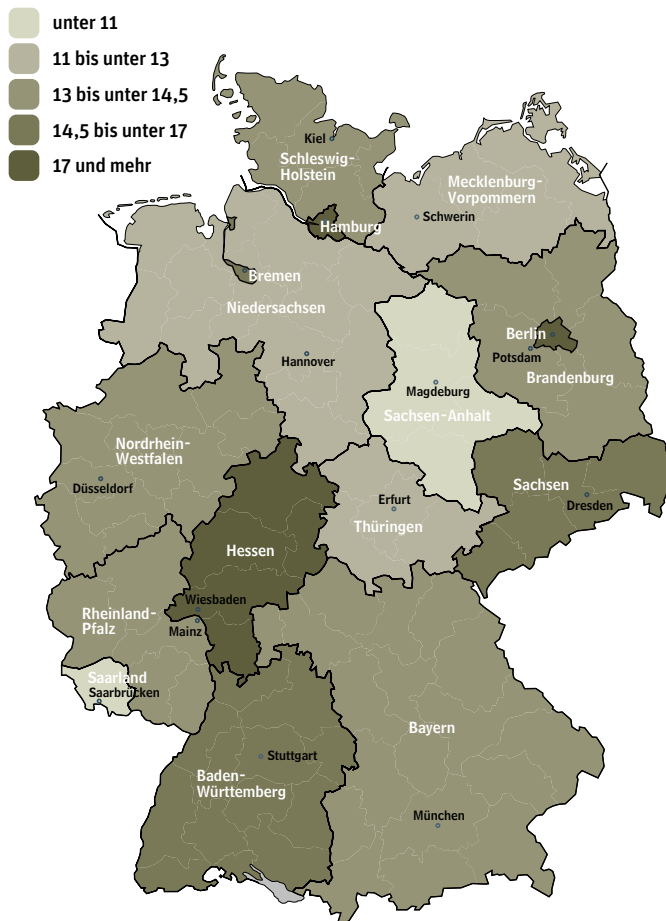 unter 11
11 bis unter 13
13 bis unter 14,5
14,5 bis unter 17
17 und mehr
Kiel
Schleswig-
Holstein
Mecklenburg-
Vorpommern
Schwerin
Hamburg
Bremen
Niedersachsen
Berlin
Potsdam
Hannover
Brandenburg
Magdeburg
Sachsen-Anhalt
Nordrhein-
Westfalen
Düsseldorf
Sachsen
Erfurt
Dresden
Thüringen
Hessen
Wiesbaden
Rheinland-
Pfalz
Mainz
Saarland
Saarbrücken
Bayern
Stuttgart
Baden-
Württemberg
München